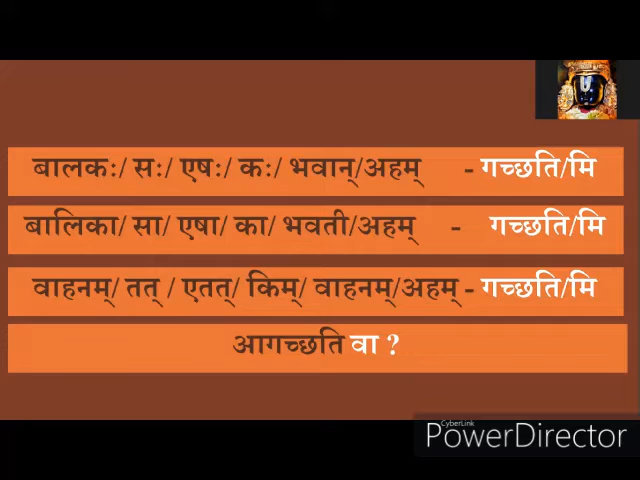 बालकः/ सः/ एषः/ कः/ भवान्/अहम् - गच्छति/मि
बालिका/ सा/ एषा/ का/ भवती/अहम् - गच्छति/मि
वाहनम्/ तत् / एतत्/ किम्/ वाहनम्/अहम् - गच्छति/मि
आगच्छति वा ?
CyberLink
PowerDirector